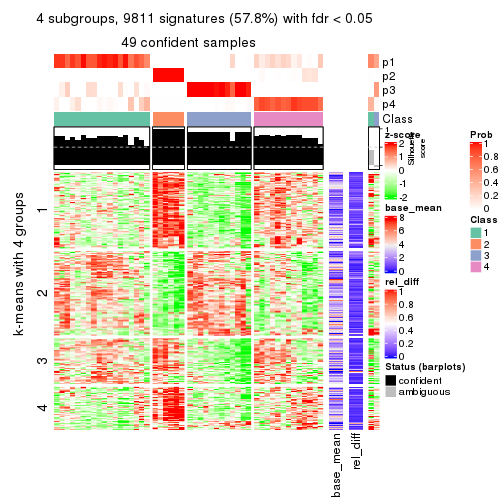 4 subgroups, 9811 signatures (57.8%) with fdr < 0.05
49 confident samples
p1
p2
p3
p4
Class
1
Silhouette
score
z-score
2
1
0
-1
-2
base_mean
8
6
4
2
0
rel_diff
1
0.8
0.6
0.4
0.2
0
Status (barplots)
confident
ambiguous
Prob
1
0.8
0.6
0.4
0.2
0
Class
1
2
3
4
k-means with 4 groups
1
2
3
4
base_mean
rel_diff